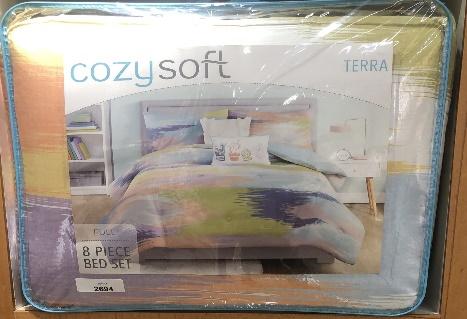 cozysoft
TERRA
FULL
8 PIECE
BED SET
2694